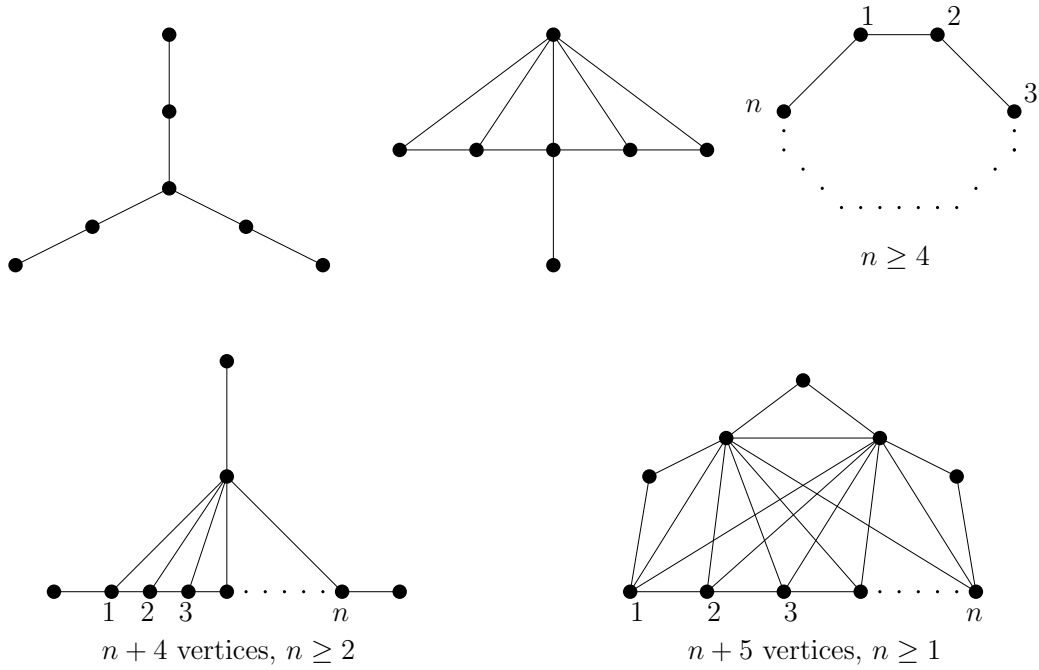 1 2
n 3
n ≥ 4
1 2 3 n
n + 4 vertices, n ≥ 2
1 2 3 n
n + 5 vertices, n ≥ 1